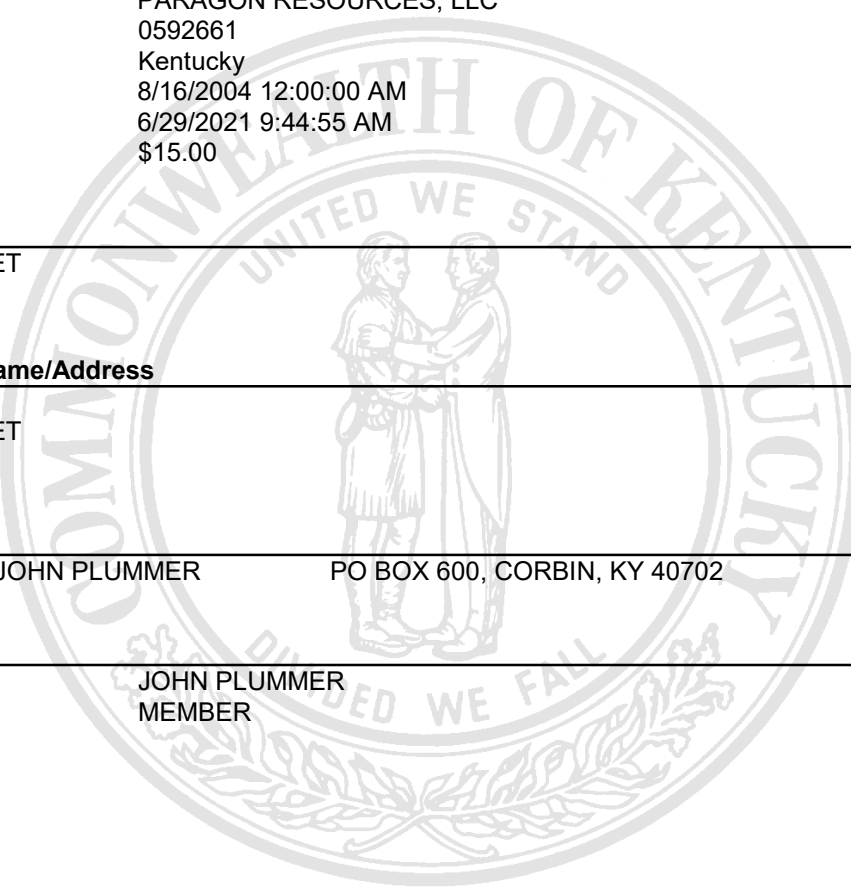 PARAGON RESOURCES, LLC
0592661
Kentucky
8/16/2004 12:00:00 AM
6/29/2021 9:44:55 AM
$15.00
COMMONWEALTH OF KENTUCKY
UNITED WE STAND
ET
ame/Address
ET
JOHN PLUMMER PO BOX 600, CORBIN, KY 40702
JOHN PLUMMER
MEMBER
DIVIDED WE FALL